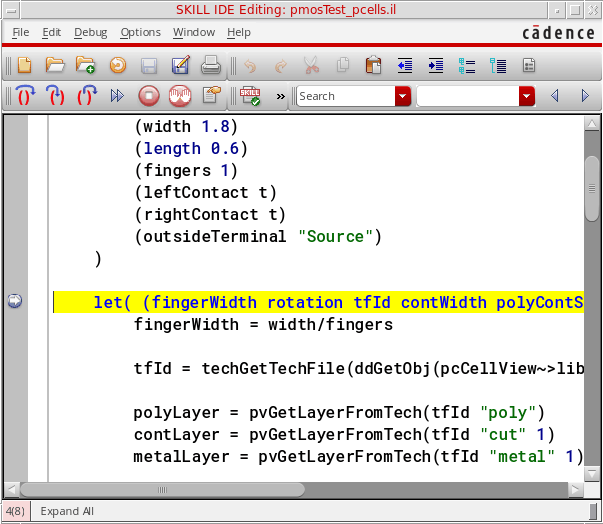 SKILL IDE Editing: pmosTest_pcells.il
File Edit Debug Options Window Help
cādence
SKILL
»
Search
(width 1.8)
(length 0.6)
(fingers 1)
(leftContact t)
(rightContact t)
(outsideTerminal "Source")
)
let( (fingerWidth rotation tfId contWidth polyContS
fingerWidth = width/fingers
tfId = techGetTechFile(ddGetObj(pcCellView~>lib
polyLayer = pvGetLayerFromTech(tfId "poly")
contLayer = pvGetLayerFromTech(tfId "cut" 1)
metalLayer = pvGetLayerFromTech(tfId "metal" 1)
4(8) Expand All